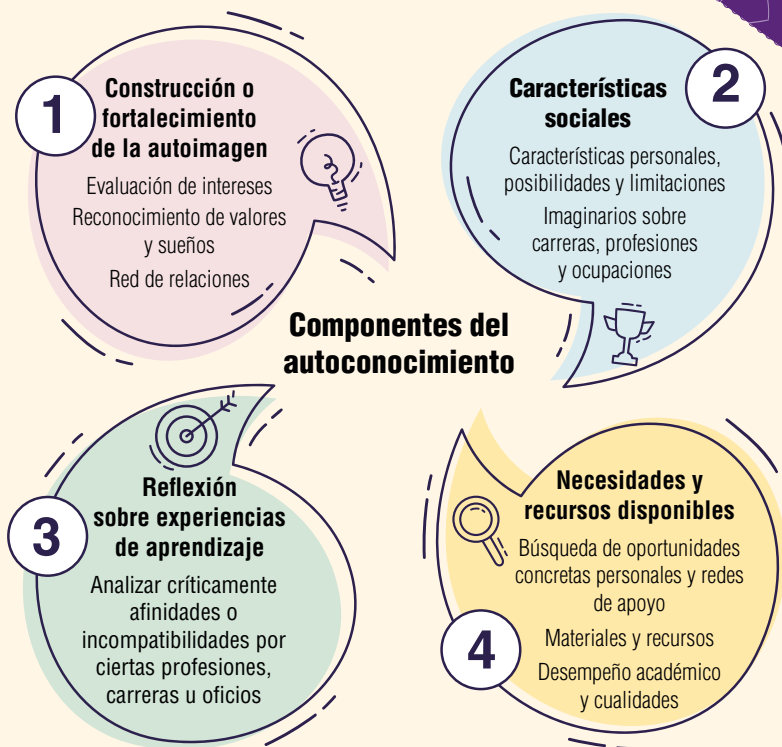 1
Construcción o
fortalecimiento
de la autoimagen
Evaluación de intereses
Reconocimiento de valores
y sueños
Red de relaciones
2
Características
sociales
Características personales,
posibilidades y limitaciones
Imaginarios sobre
carreras, profesiones
y ocupaciones
Componentes del
autoconocimiento
3
Reflexión
sobre experiencias
de aprendizaje
Analizar críticamente
afinidades o
incompatibilidades por
ciertas profesiones,
carreras u oficios
4
Necesidades y
recursos disponibles
Búsqueda de oportunidades
concretas personales y redes
de apoyo
Materiales y recursos
Desempeño académico
y cualidades